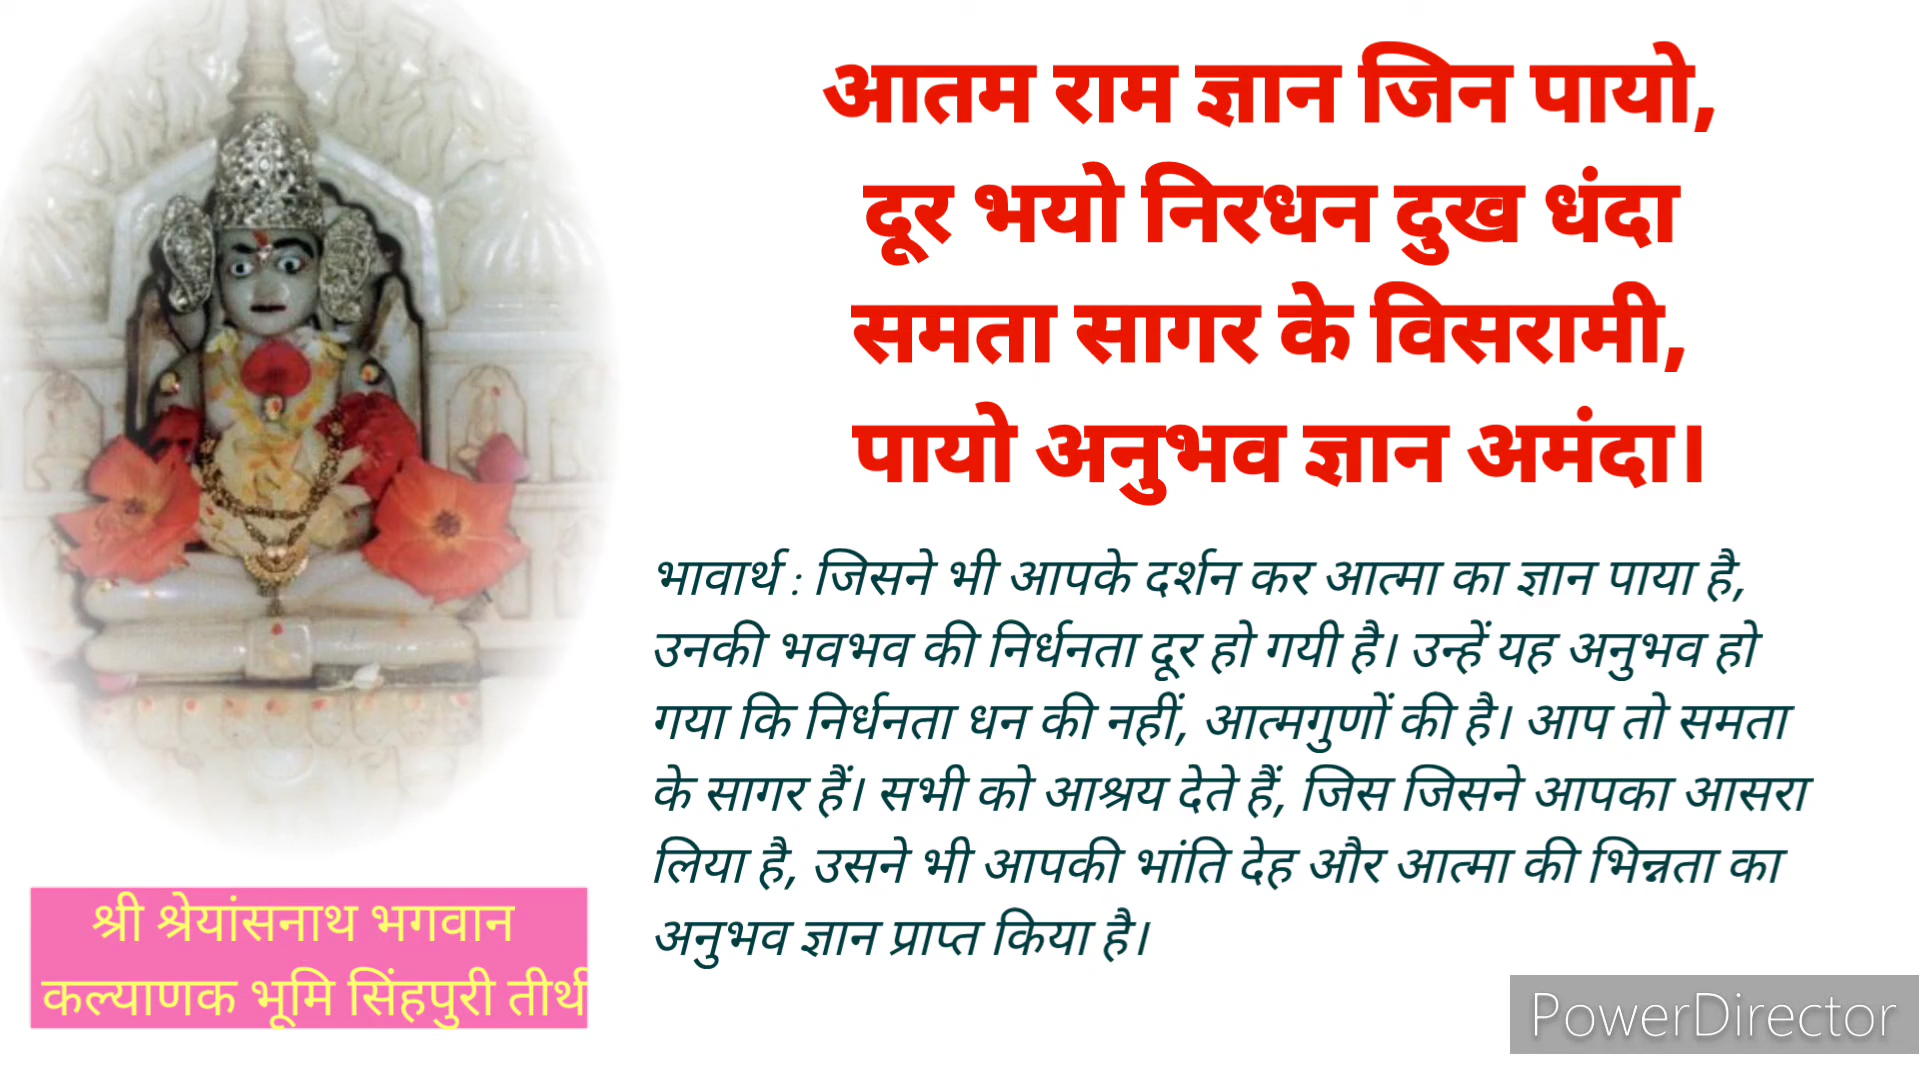 आतम राम ज्ञान जिन पायो,
दूर भयो निरधन दुख धंदा
समता सागर के विसरामी,
पायो अनुभव ज्ञान अमंदा।
भावार्थ : जिसने भी आपके दर्शन कर आत्मा का ज्ञान पाया है,
उनकी भवभव की निर्धनता दूर हो गयी है। उन्हें यह अनुभव हो
गया कि निर्धनता धन की नहीं, आत्मगुणों की है। आप तो समता
के सागर हैं। सभी को आश्रय देते हैं, जिस जिसने आपका आसरा
लिया है, उसने भी आपकी भांति देह और आत्मा की भिन्नता का
अनुभव ज्ञान प्राप्त किया है।
श्री श्रेयांसनाथ भगवान
कल्याणक भूमि सिंहपुरी तीर्थ
PowerDirector